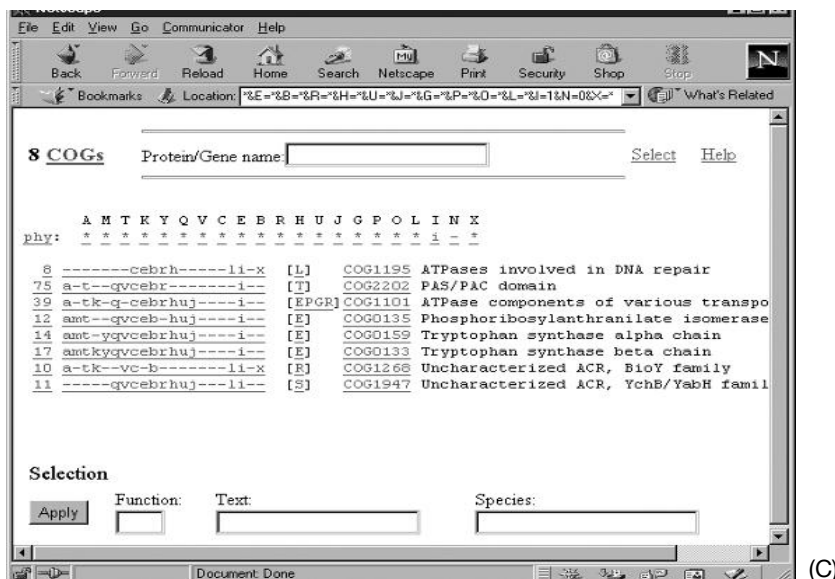 File Edit View Go Communicator Help
Back Forward Reload Home Search Netscape Print Security Shop Stop
My
N
Bookmarks Location: *&E=*&B=*&R=*&H=*&U=*&J=*&G=*&P=*&O=*&L=*&I=1&N=0&X=* What's Related
8 COGs Protein/Gene name: Select Help
A M T K Y Q V C E B R H U J G P O L I N X
phy: * * * * * * * * * * * * * * * * * * i - *
8 -------cebrh-----li-x [L] COG1195 ATPases involved in DNA repair
75 a-t--qvcebr-------i-- [T] COG2202 PAS/PAC domain
39 a-tk-q-cebrhuj----i-- [EPGR] COG1101 ATPase components of various transpo
12 amt--qvceb-huj----i-- [E] COG0135 Phosphoribosylanthranilate isomerase
14 amt-yqvcebrhuj----i-- [E] COG0159 Tryptophan synthase alpha chain
17 amtkyqvcebrhuj----i-- [E] COG0133 Tryptophan synthase beta chain
10 a-tk--vc-b-------li-x [R] COG1268 Uncharacterized ACR, BioY family
11 -----qvcebrhuj---li-- [S] COG1947 Uncharacterized ACR, YchB/YabH famil
Selection
Apply Function: Text: Species:
Document: Done
(C)